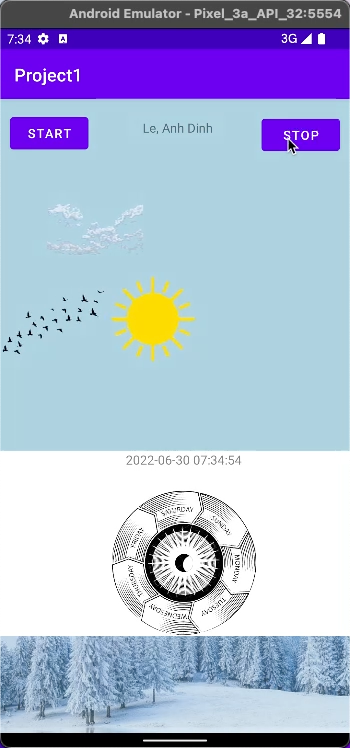 Android Emulator - Pixel_3a_API_32:5554
7:34 A 3G
Project1
START Le, Anh Dinh STOP
2022-06-30 07:34:54
SATURDAY
SUNDAY
MONDAY
TUESDAY
WEDNESDAY
THURSDAY
FRIDAY